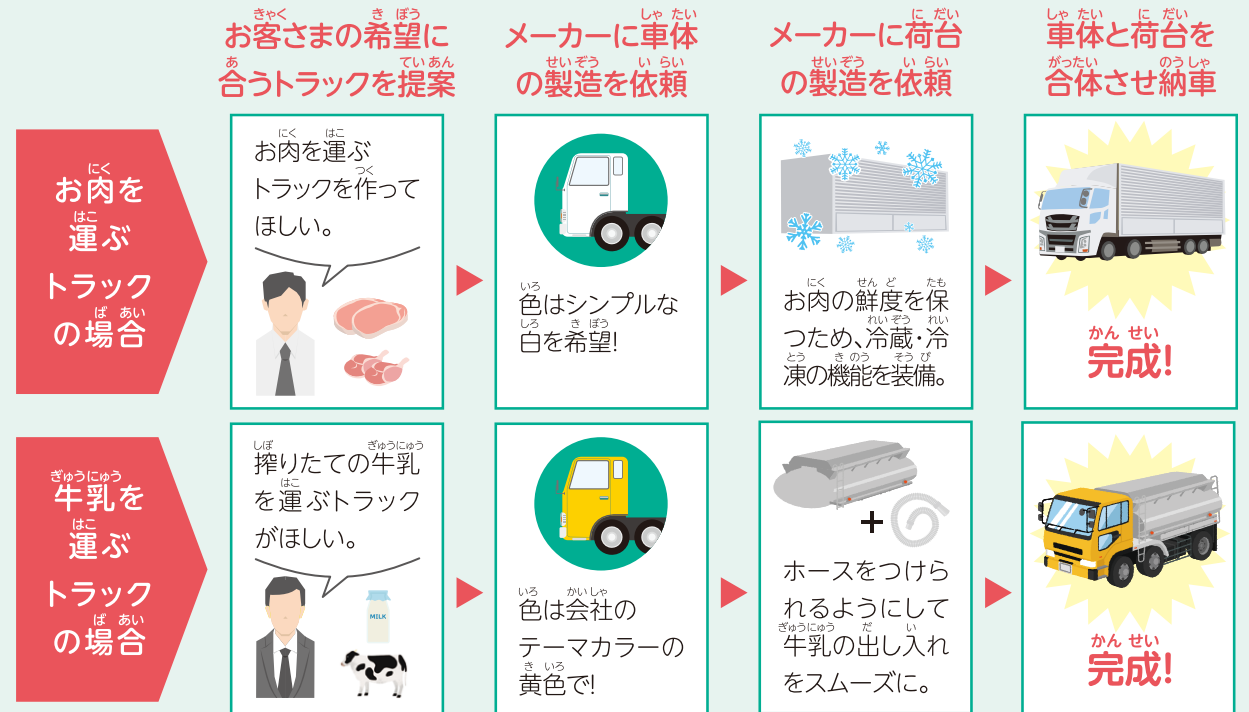 お客さまの希望に
合うトラックを提案
メーカーに車体
の製造を依頼
メーカーに荷台
の製造を依頼
車体と荷台を
合体させ納車
お肉を
運ぶ
トラック
の場合
お肉を運ぶ
トラックを作って
ほしい。
色はシンプルな
白を希望!
お肉の鮮度を保
つため、冷蔵・冷
凍の機能を装備。
完成!
牛乳を
運ぶ
トラック
の場合
搾りたての牛乳
を運ぶトラック
がほしい。
MILK
色は会社の
テーマカラーの
黄色で!
+
ホースをつけら
れるようにして
牛乳の出し入れ
をスムーズに。
完成!